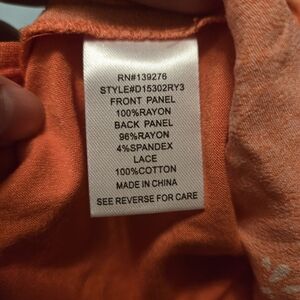 RN#139276
STYLE#D15302RY3
FRONT PANEL
100%RAYON
BACK PANEL
96%RAYON
4%SPANDEX
LACE
100%COTTON
MADE IN CHINA
SEE REVERSE FOR CARE